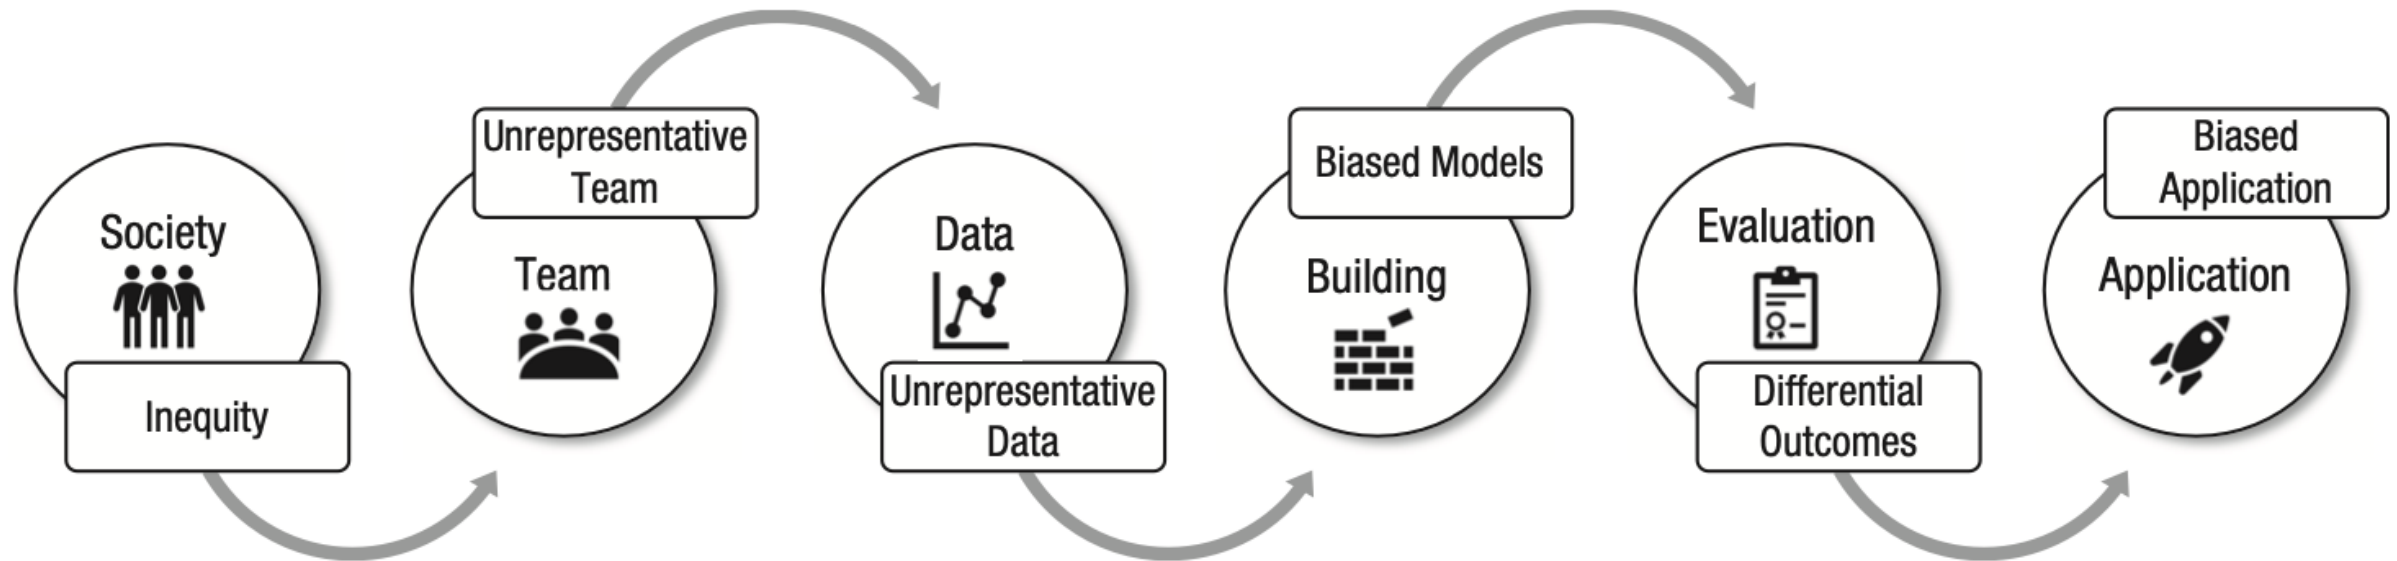 Society
Inequity
Unrepresentative
Team
Team
Data
Unrepresentative
Data
Biased Models
Building
Evaluation
Differential
Outcomes
Biased
Application
Application